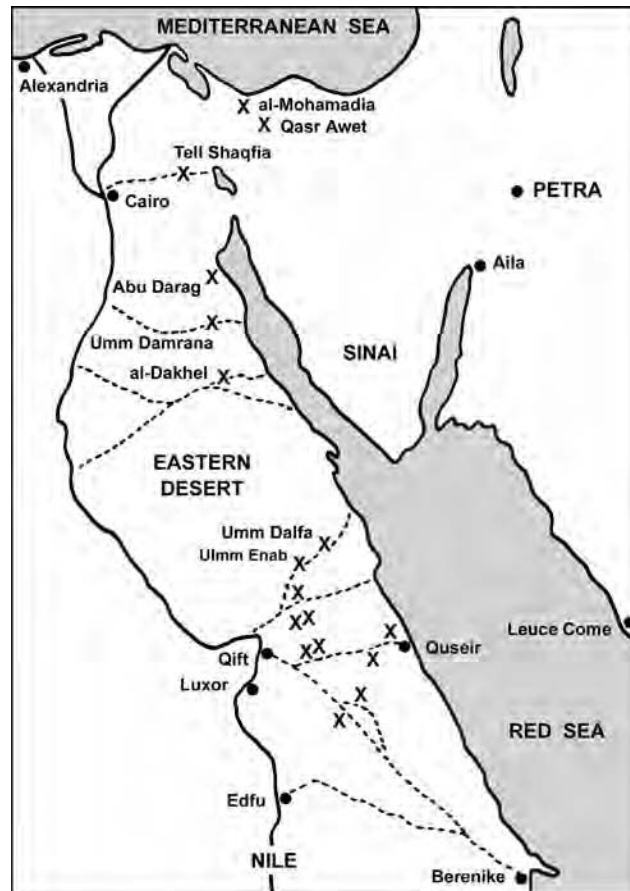 MEDITERRANEAN SEA
Alexandria
X al-Mohamadia
X Qasr Awet
Tell Shaqfia
X
Cairo
PETRA
Aila
Abu Darag X
X
Umm Damrana
SINAI
al-Dakhel X
EASTERN
DESERT
Umm Dalfa X
Ulmm Enab X
X
X X
X
Leuce Come
X X
X
Qift
Quseir
Luxor
X
X
RED SEA
Edfu
NILE
Berenike